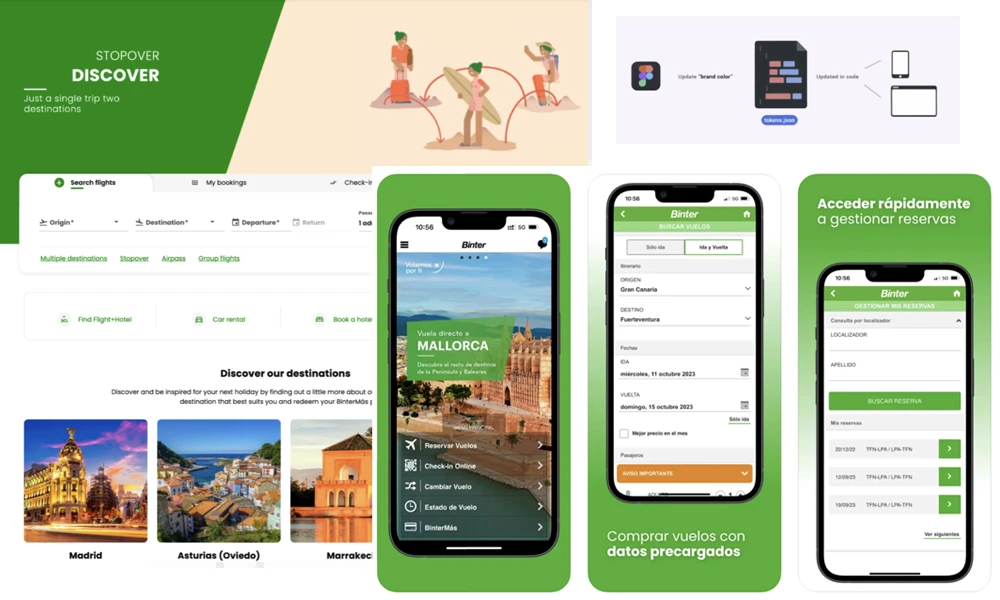 STOPOVER
DISCOVER
Just a single trip two
destinations
Update "brand color"
tokens.json
Updated in code
Search flights
My bookings
Check-in
Origin*
Destination*
Departure*
Return
1 ad
Multiple destinations
Stopover
Airpass
Group flights
Find Flight+Hotel
Car rental
Book a hote
Discover our destinations
Discover and be inspired for your next holiday by finding out a little more about o
destination that best suits you and redeem your BinterMás p
Madrid
Asturias (Oviedo)
Marrakec
10:56
5G
Binter
Volamos
por ti
Vuela directo a
MALLORCA
Descubre el resto de destinos
de la Península y Baleares
MENÚ PRINCIPAL
Reservar Vuelos
Check-In Online
Cambiar Vuelo
Estado de Vuelo
BinterMás
10:56
5G
Binter
BUSCAR VUELOS
Sólo ida
Ida y Vuelta
Itinerario
ORIGEN
Gran Canaria
DESTINO
Fuerteventura
Fechas
IDA
miércoles, 11 octubre 2023
VUELTA
domingo, 15 octubre 2023
Sólo ida
Mejor precio en el mes
Pasajeros
AVISO IMPORTANTE
Comprar vuelos con
datos precargados
Acceder rápidamente
a gestionar reservas
10:56
5G
Binter
GESTIONAR MIS RESERVAS
Consulta por localizador
LOCALIZADOR
APELLIDO
BUSCAR RESERVA
Mis reservas
22/12/22 TFN-LPA / LPA-TFN
12/09/23 TFN-LPA / LPA-TFN
19/09/23 TFN-LPA / LPA-TFN
Ver siguientes